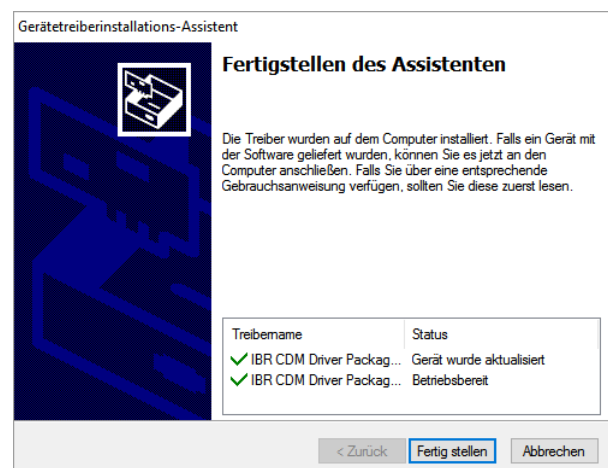 Gerätetreiberinstallations-Assistent
Fertigstellen des Assistenten
Die Treiber wurden auf dem Computer installiert. Falls ein Gerät mit
der Software geliefert wurden, können Sie es jetzt an den
Computer anschließen. Falls Sie über eine entsprechende
Gebrauchsanweisung verfügen, sollten Sie diese zuerst lesen.
Treibername Status
IBR CDM Driver Packag... Gerät wurde aktualisiert
IBR CDM Driver Packag... Betriebsbereit
< Zurück Fertig stellen Abbrechen